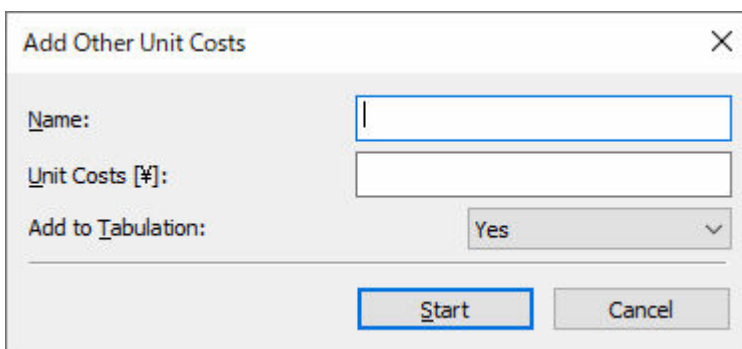 Add Other Unit Costs
Name:
Unit Costs [¥]:
Add to Tabulation:
Yes
Start
Cancel